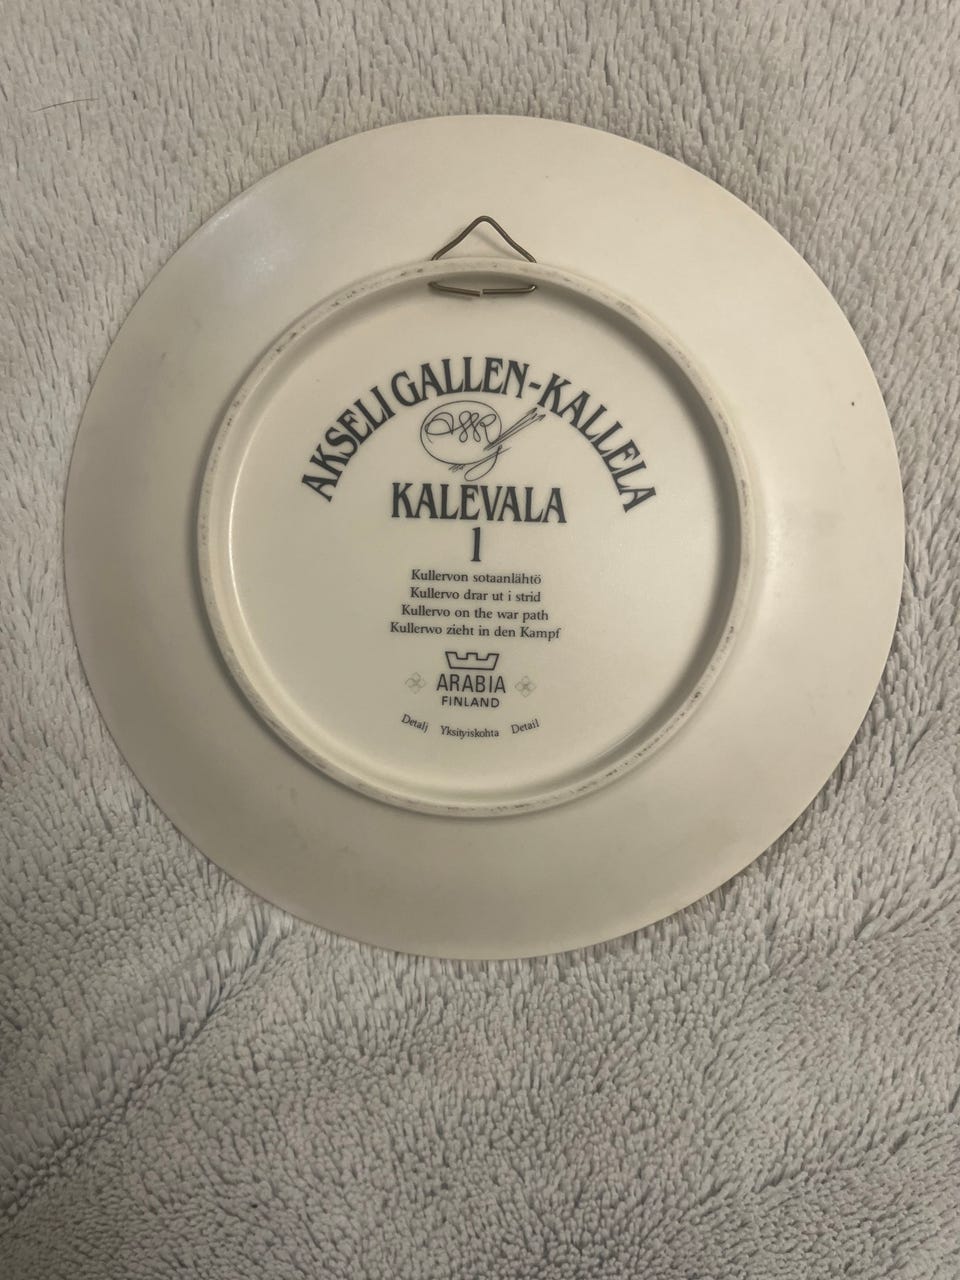 AKSELI GALLEN-KALLELA
KALEVALA
1
Kullervon sotaanlähtö
Kullervo drar ut i strid
Kullervo on the war path
Kullerwo zieht in den Kampf
ARABIA
FINLAND
Detalj Yksityiskohta Detail